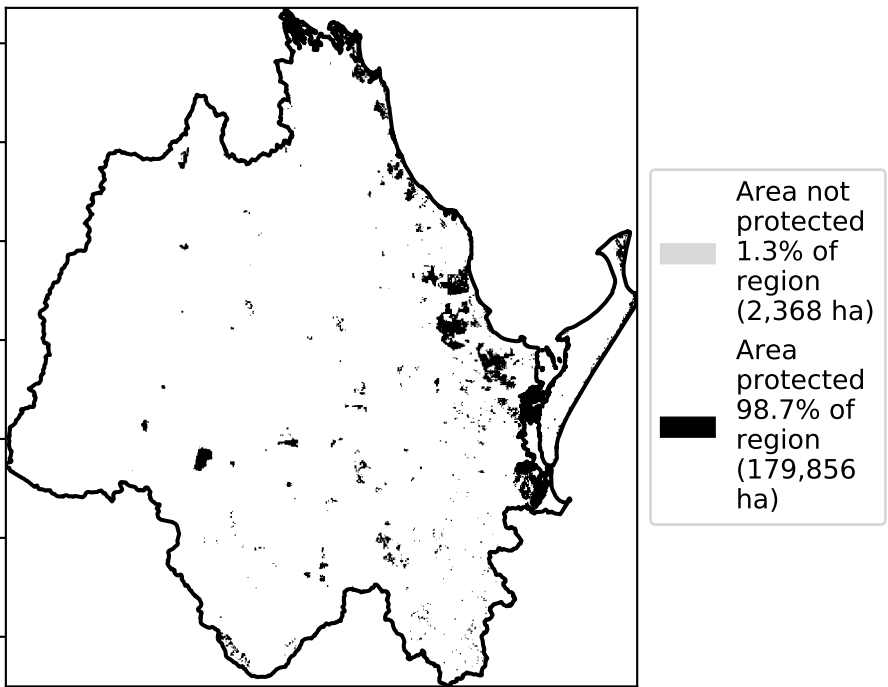 Area not
protected
1.3% of
region
(2,368 ha)
Area
protected
98.7% of
region
(179,856
ha)